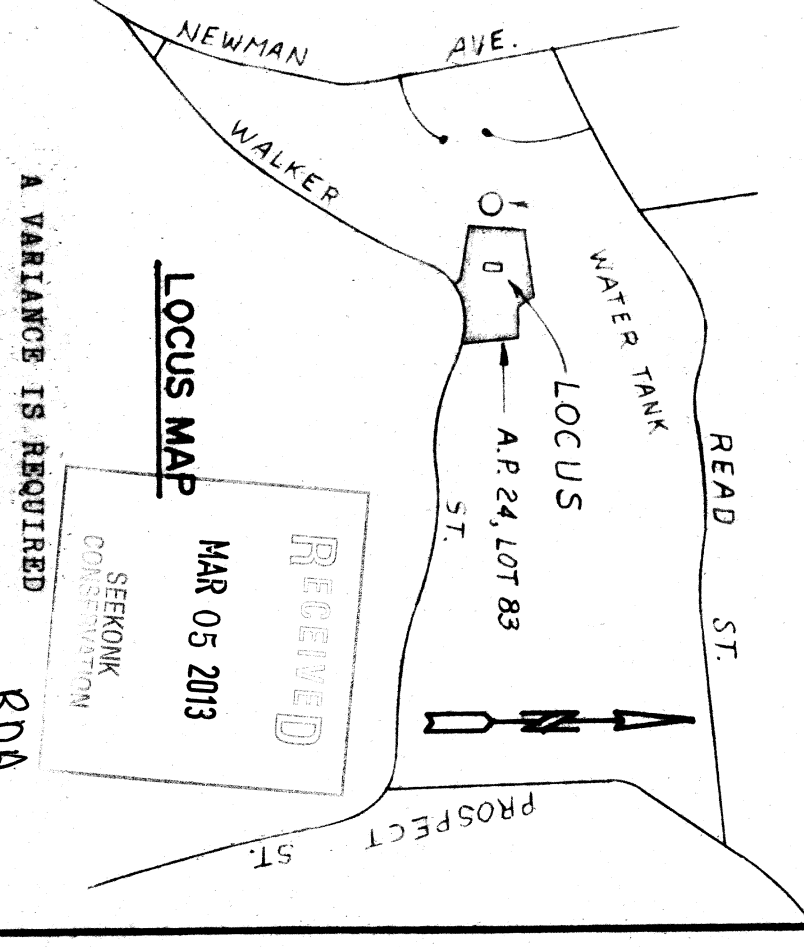 NEWMAN AVE.
WALKER
ST.
WATER TANK
READ ST.
LOCUS
A.P. 24, LOT 83
PROSPECT
ST.
N
LOCUS MAP
RECEIVED
MAR 05 2013
SEEKONK
CONSERVATION
A VARIANCE IS REQUIRED
RDA